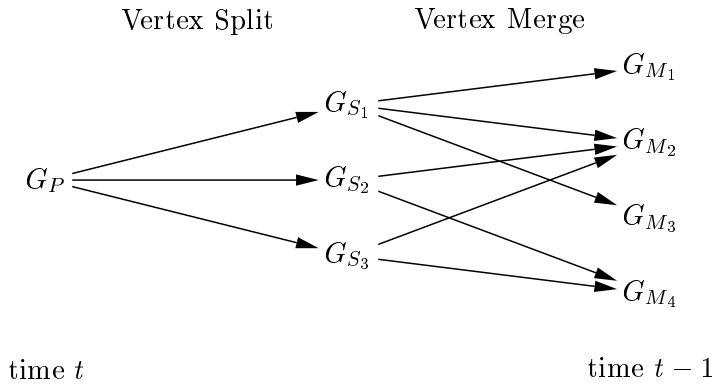 Vertex Split
Vertex Merge
G_{M_1}
G_{S_1}
G_{M_2}
G_P
G_{S_2}
G_{M_3}
G_{S_3}
G_{M_4}
time t
time t − 1